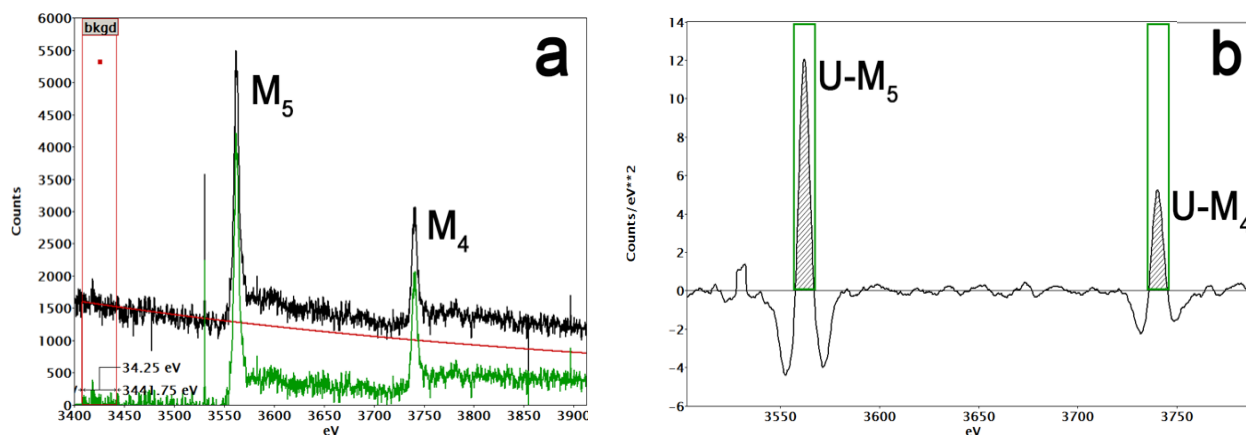 6000
bkgd
5500
5000
4500
4000
3500
3000
2500
2000
1500
1000
500
0
Counts
a
M5
M4
34.25 eV
3441.75 eV
3400 3450 3500 3550 3600 3650 3700 3750 3800 3850 3900
eV
14
12
10
8
6
4
2
0
-2
-4
-6
Counts/eV**2
b
U-M5
U-M4
3550 3600 3650 3700 3750
eV